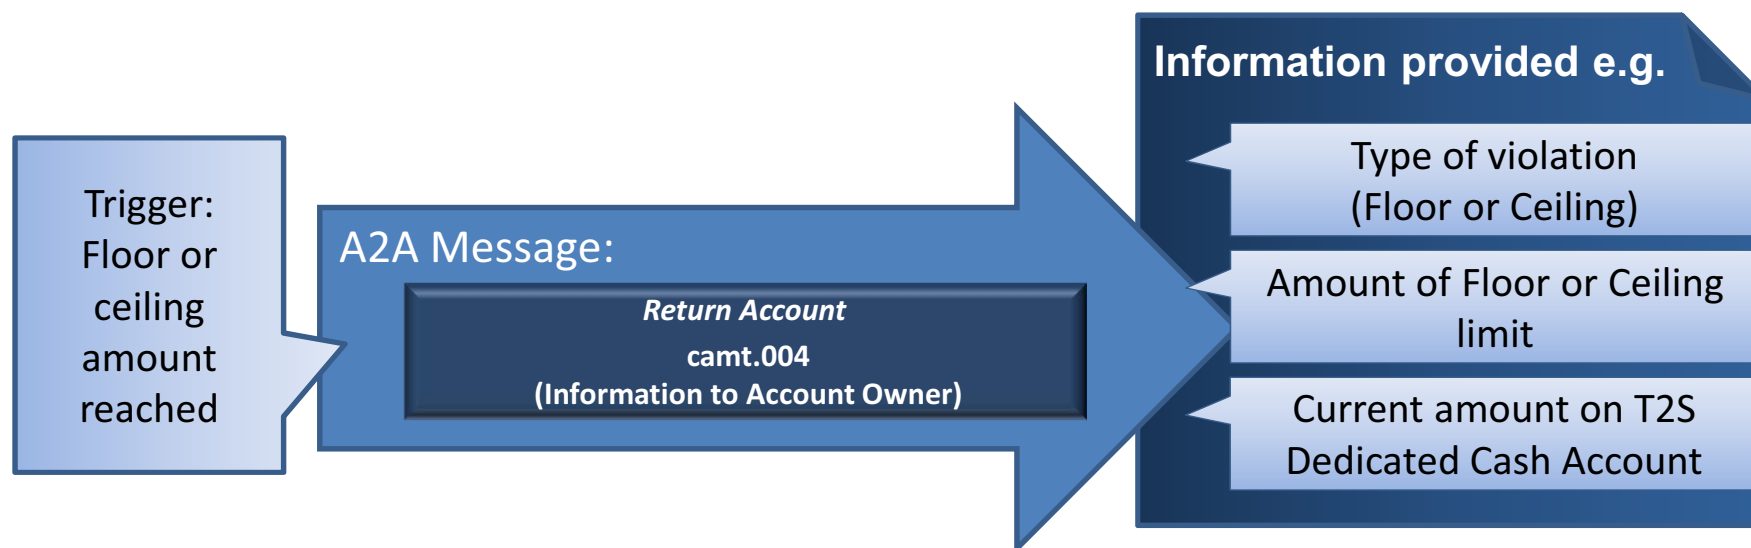 Trigger:
Floor or
ceiling
amount
reached
A2A Message:
Return Account
camt.004
(Information to Account Owner)
Information provided e.g.
Type of violation
(Floor or Ceiling)
Amount of Floor or Ceiling
limit
Current amount on T2S
Dedicated Cash Account